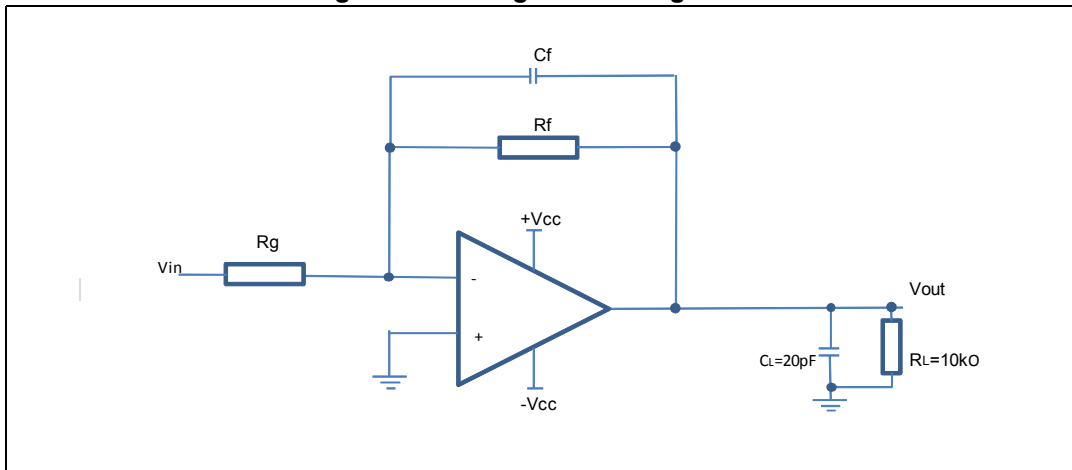 Cf
Rf
+Vcc
Rg
Vin
-
+
Vout
CL=20pF
RL=10kO
-Vcc